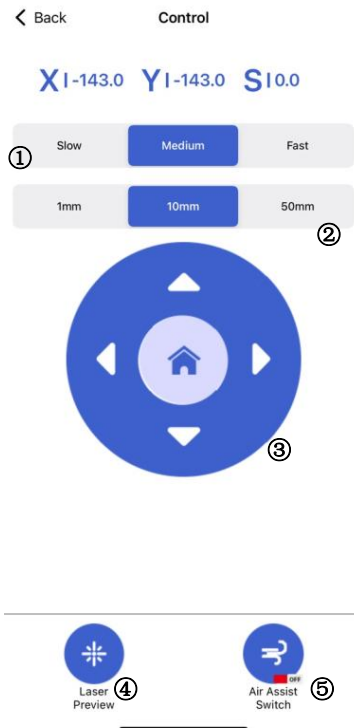 Back Control
X|-143.0 Y|-143.0 S|0.0
① Slow Medium Fast
1mm 10mm 50mm
②
③
Laser ④ Air Assist ⑤
Preview Switch
OFF